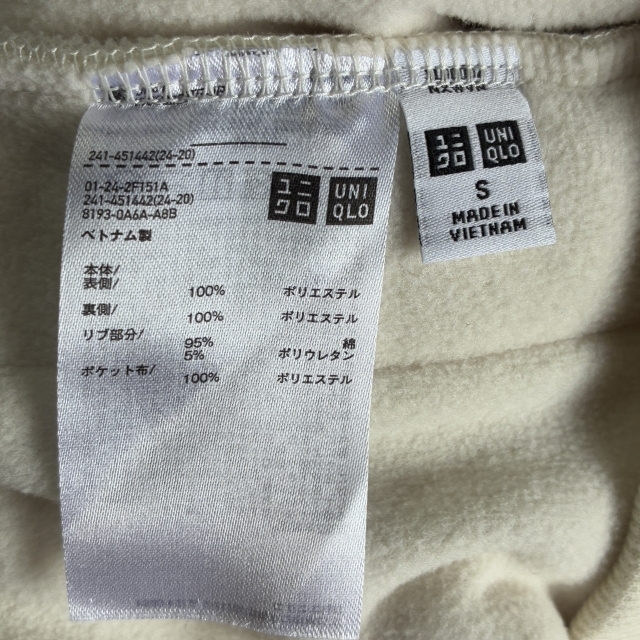 241-451442(24-20)
01-24-2F151A
241-451442(24-20)
8193-0A6A-A8B
ベトナム製
ユニ
クロ
UNI
QLO
本体/
表側/
100% ポリエステル
裏側/
100% ポリエステル
リブ部分/
95% 綿
5% ポリウレタン
ポケット布/
100% ポリエステル
ユニ
クロ
UNI
QLO
S
MADE IN
VIETNAM